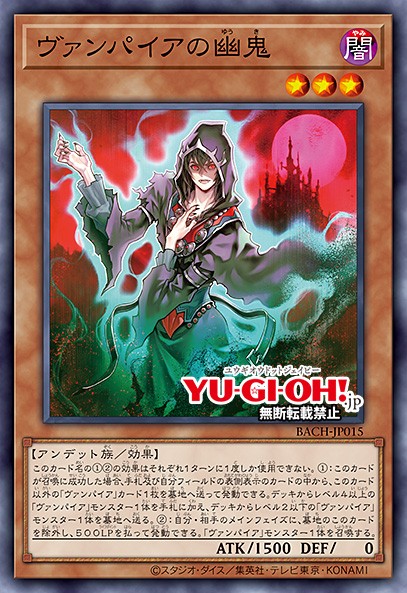 ヴァンパイアの幽鬼
ゆう き
やみ
闇
ユウギオウドットジェイピー
YU-GI-OH!.jp
無断転載禁止
BACH-JP015
【アンデット族／効果】
このカード名の①②の効果はそれぞれ１ターンに１度しか使用できない。①：このカード
が召喚に成功した場合、手札及び自分フィールドの表側表示のカードの中から、このカード
以外の「ヴァンパイア」カード１枚を墓地へ送って発動できる。デッキからレベル４以上の
「ヴァンパイア」モンスター１体を手札に加え、デッキからレベル２以下の「ヴァンパイア」
モンスター１体を墓地へ送る。②：自分・相手のメインフェイズに、墓地のこのカード
を除外し、５００LPを払って発動できる。「ヴァンパイア」モンスター１体を召喚する。
ATK/1500 DEF/ 0
©スタジオ・ダイス／集英社・テレビ東京・KONAMI